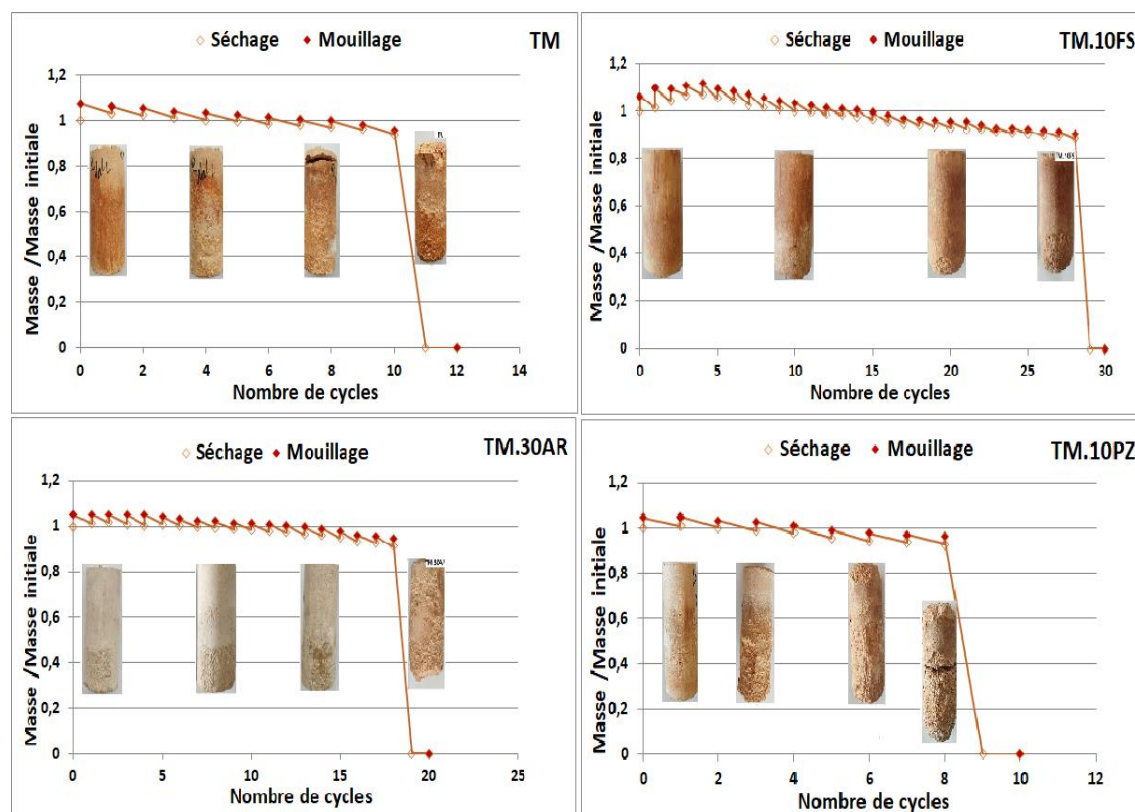 Séchage Mouillage TM
1,2
1
0,8
0,6
0,4
0,2
0
0 2 4 6 8 10 12 14
Masse /Masse initiale
Nombre de cycles
Séchage Mouillage TM.10FS
1,2
1
0,8
0,6
0,4
0,2
0
0 5 10 15 20 25 30
Masse /Masse initiale
Nombre de cycles
Séchage Mouillage TM.30AR
1,2
1
0,8
0,6
0,4
0,2
0
0 5 10 15 20 25
Masse /Masse initiale
Nombre de cycles
Séchage Mouillage TM.10PZ
1,2
1
0,8
0,6
0,4
0,2
0
0 2 4 6 8 10 12
Masse /Masse initiale
Nombre de cycles